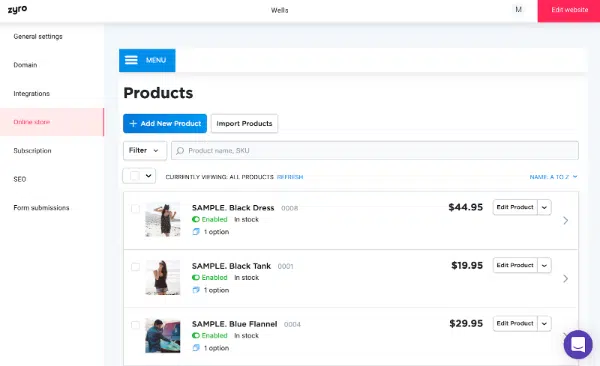 zyro
Wells
M
Edit website
General settings
Domain
Integrations
Online store
Subscription
SEO
Form submissions
MENU
Products
+ Add New Product
Import Products
Filter
Product name, SKU
CURRENTLY VIEWING: ALL PRODUCTS REFRESH
NAME: A TO Z
SAMPLE. Black Dress 0008
$44.95
Edit Product
Enabled In stock
1 option
SAMPLE. Black Tank 0001
$19.95
Edit Product
Enabled In stock
1 option
SAMPLE. Blue Flannel 0004
$29.95
Edit Product
Enabled In stock
1 option